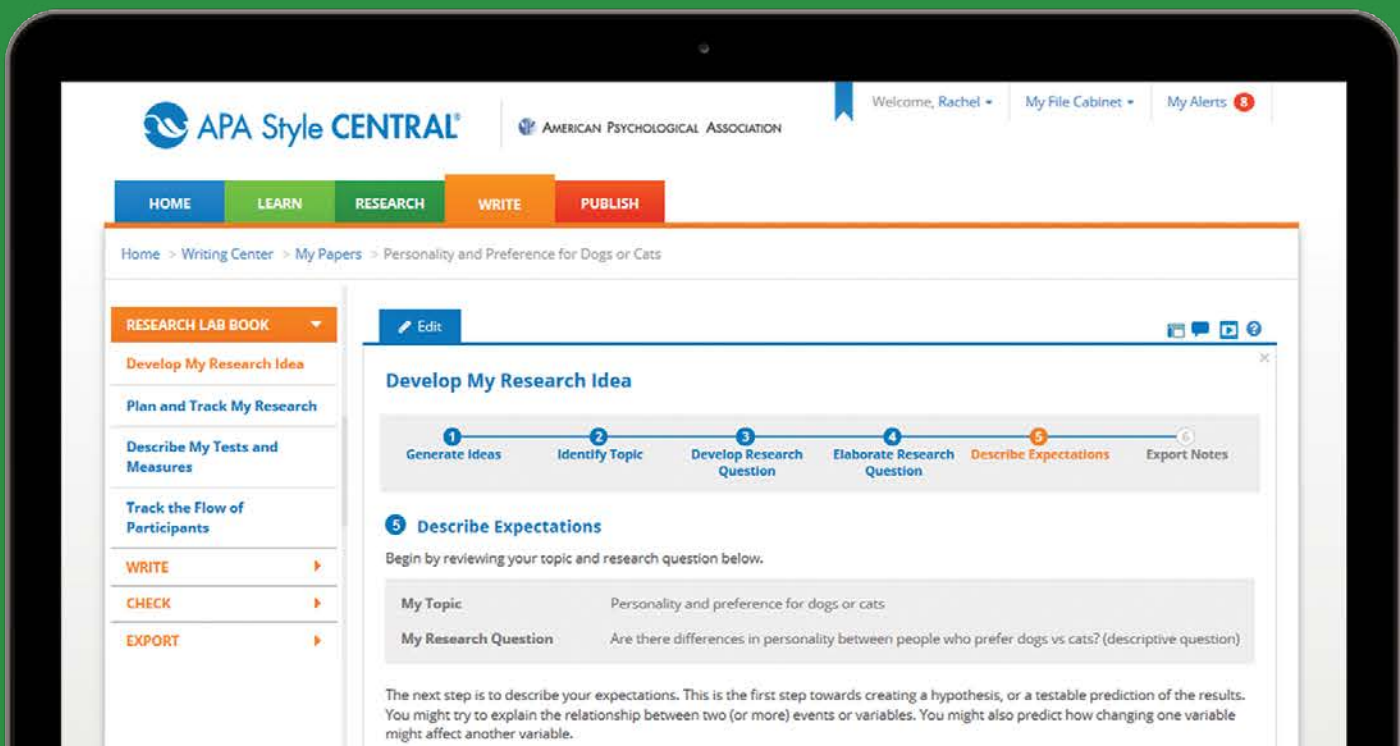 APA Style CENTRAL®
AMERICAN PSYCHOLOGICAL ASSOCIATION
Welcome, Rachel
My File Cabinet
My Alerts 8
HOME LEARN RESEARCH WRITE PUBLISH
Home > Writing Center > My Papers > Personality and Preference for Dogs or Cats
RESEARCH LAB BOOK
Develop My Research Idea
Plan and Track My Research
Describe My Tests and
Measures
Track the Flow of
Participants
WRITE
CHECK
EXPORT
Edit
?
Develop My Research Idea
1
Generate Ideas
2
Identify Topic
3
Develop Research
Question
4
Elaborate Research
Question
5
Describe Expectations
6
Export Notes
5 Describe Expectations
Begin by reviewing your topic and research question below.
My Topic Personality and preference for dogs or cats
My Research Question Are there differences in personality between people who prefer dogs vs cats? (descriptive question)
The next step is to describe your expectations. This is the first step towards creating a hypothesis, or a testable prediction of the results.
You might try to explain the relationship between two (or more) events or variables. You might also predict how changing one variable
might affect another variable.